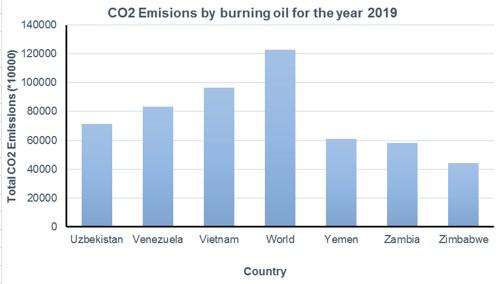 CO2 Emisions by burning oil for the year 2019
Total CO2 Emissions (*10000)
140000
120000
100000
80000
60000
40000
20000
0
Uzbekistan Venezuela Vietnam World Yemen Zambia Zimbabwe
Country